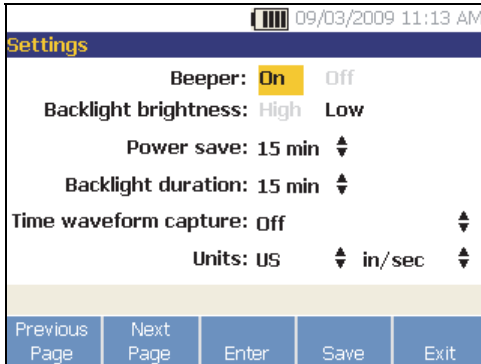 09/03/2009 11:13 AM
Settings
Beeper: On Off
Backlight brightness: High Low
Power save: 15 min
Backlight duration: 15 min
Time waveform capture: Off
Units: US in/sec
Previous Page Next Page Enter Save Exit